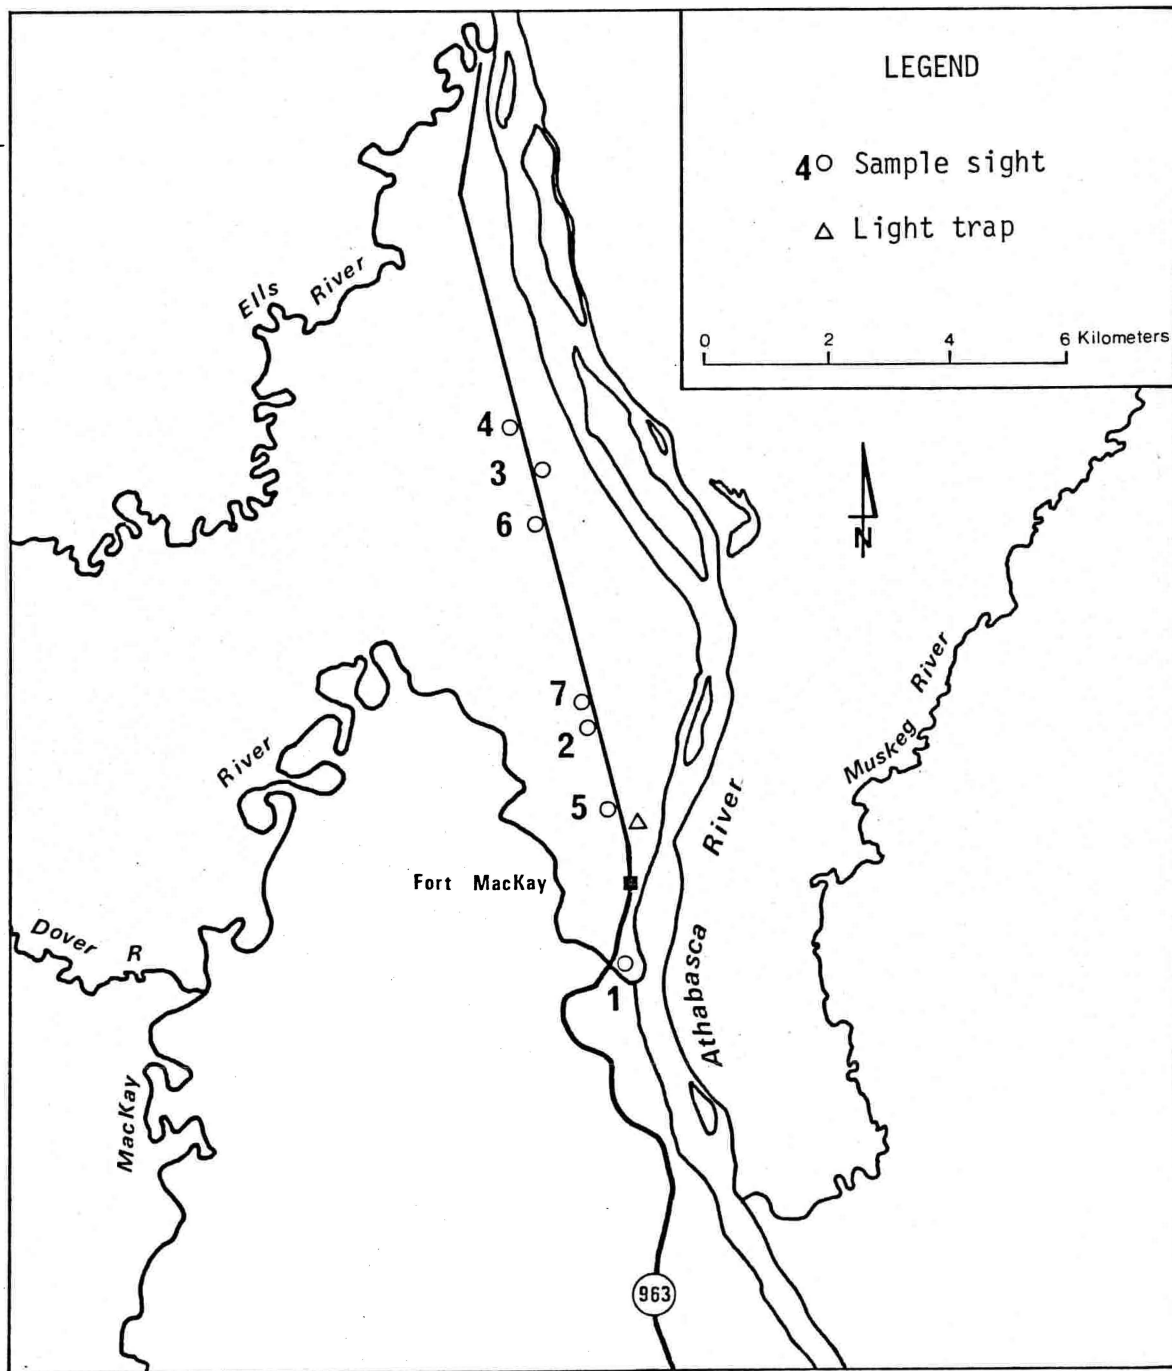 LEGEND
4 Sample sight
Light trap
0 2 4 6 Kilometers
Ells River
4
3
6
N
7
2
5
River
Muskeg River
Fort MacKay
Athabasca River
Dover R
1
MacKay
963